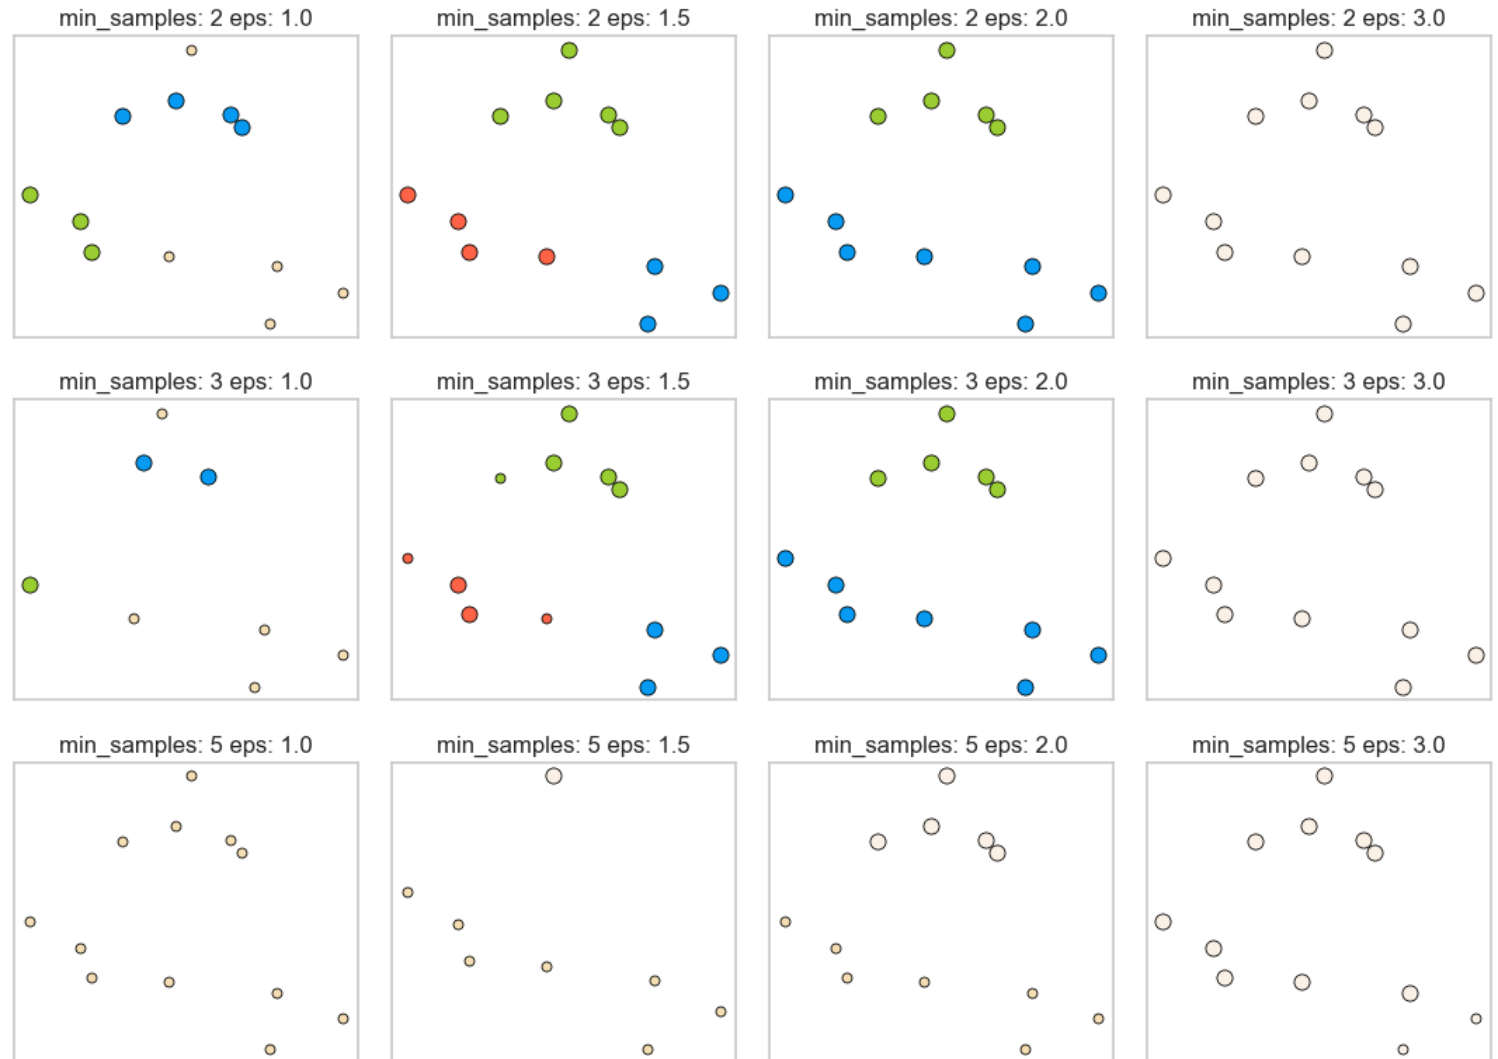 min_samples: 2 eps: 1.0
min_samples: 2 eps: 1.5
min_samples: 2 eps: 2.0
min_samples: 2 eps: 3.0
min_samples: 3 eps: 1.0
min_samples: 3 eps: 1.5
min_samples: 3 eps: 2.0
min_samples: 3 eps: 3.0
min_samples: 5 eps: 1.0
min_samples: 5 eps: 1.5
min_samples: 5 eps: 2.0
min_samples: 5 eps: 3.0